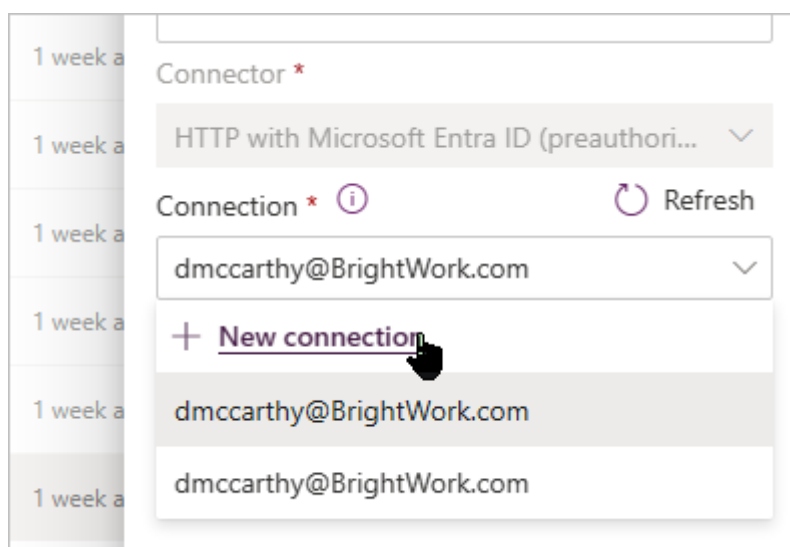 1 week a
Connector *
1 week a
HTTP with Microsoft Entra ID (preauthori...
Connection * Refresh
1 week a
dmccarthy@BrightWork.com
1 week a
+ New connection
1 week a
dmccarthy@BrightWork.com
1 week a
dmccarthy@BrightWork.com